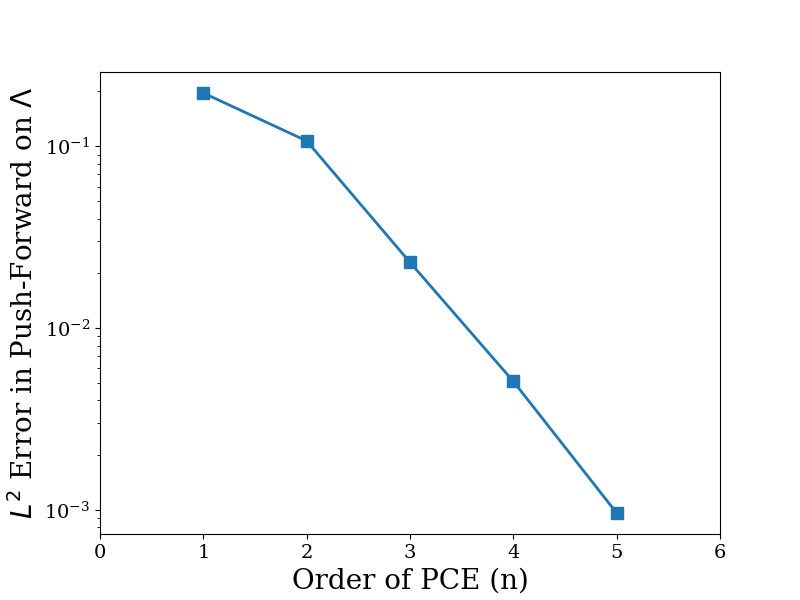 L² Error in Push-Forward on Λ
10⁻¹
10⁻²
10⁻³
0 1 2 3 4 5 6
Order of PCE (n)